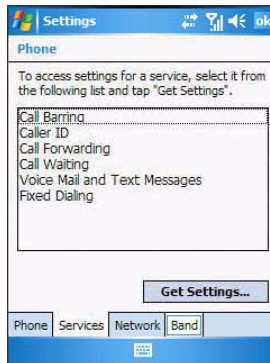 Settings
ok
Phone
To access settings for a service, select it from
the following list and tap "Get Settings".
Call Barring
Caller ID
Call Forwarding
Call Waiting
Voice Mail and Text Messages
Fixed Dialing
Get Settings...
Phone Services Network Band